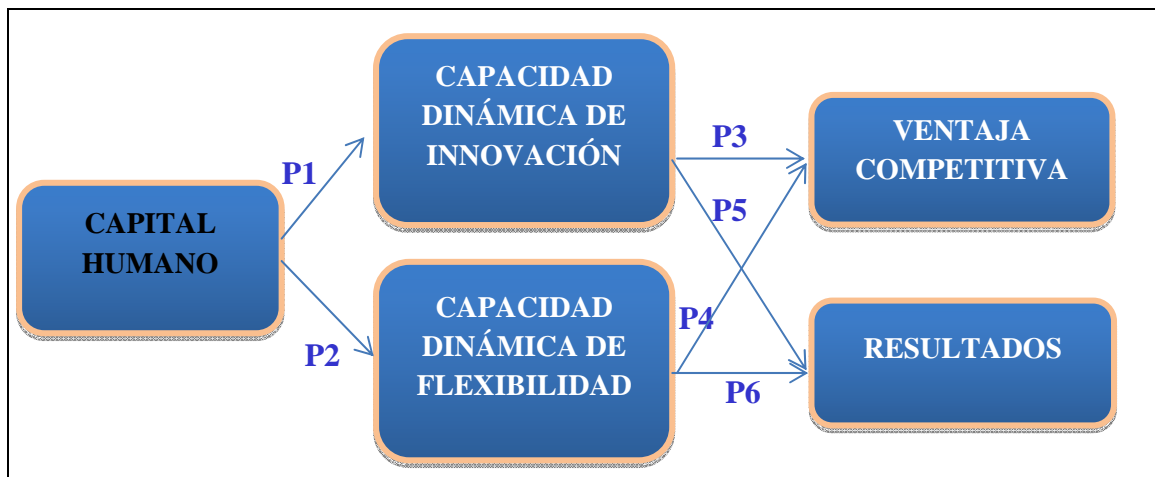 CAPITAL
HUMANO
P1
P2
CAPACIDAD
DINÁMICA DE
INNOVACIÓN
CAPACIDAD
DINÁMICA DE
FLEXIBILIDAD
P3
P5
P4
P6
VENTAJA
COMPETITIVA
RESULTADOS